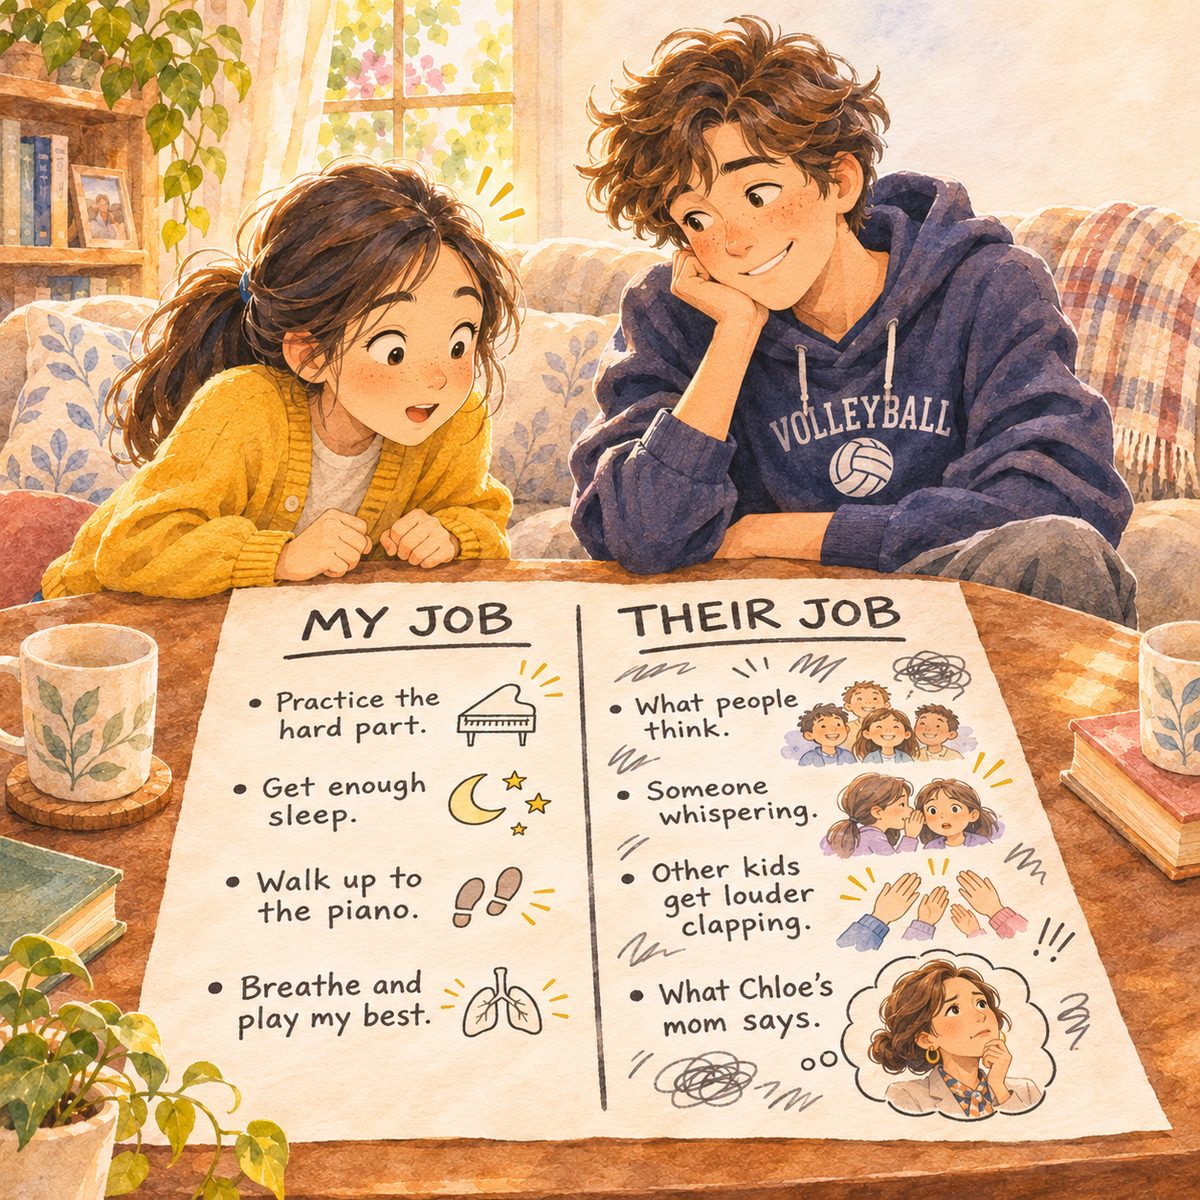 VOLLEYBALL
MY JOB
• Practice the
hard part.
• Get enough
sleep.
• Walk up to
the piano.
• Breathe and
play my best.
THEIR JOB
• What people
think.
• Someone
whispering.
• Other kids
get louder
clapping.
• What Chloe's
mom says.
!!!